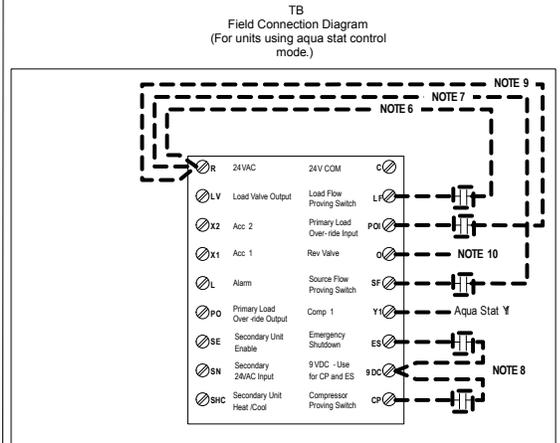 TB
Field Connection Diagram
(For units using aqua stat control
mode.)
NOTE 9
NOTE 7
NOTE 6
R 24VAC 24V COM C
LV Load Valve Output Load Flow Proving Switch LF
X2 Acc 2 Primary Load Over-ride Input POI
X1 Acc 1 Rev Valve O NOTE 10
L Alarm Source Flow Proving Switch SF
PO Primary Load Over-ride Output Comp 1 Y1 Aqua Stat Y1
SE Secondary Unit Enable Emergency Shutdown ES
SN Secondary 24VAC Input 9 VDC - Use for CP and ES 9DC NOTE 8
SHC Secondary Unit Heat /Cool Compressor Proving Switch CP